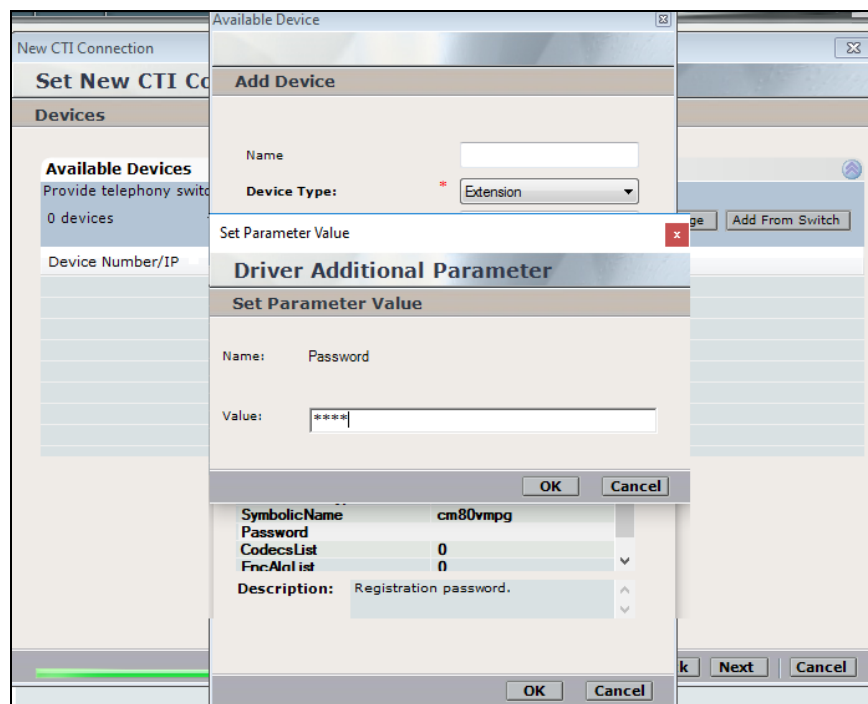 Available Device
New CTI Connection
Set New CTI Co
Add Device
Devices
Name
Available Devices
Provide telephony switc
Device Type: * Extension
0 devices
ge Add From Switch
Set Parameter Value
Device Number/IP
Driver Additional Parameter
Set Parameter Value
Name: Password
Value: ****
OK Cancel
SymbolicName cm80vmpg
Password
CodecsList 0
EncAlgList 0
Description: Registration password.
k Next Cancel
OK Cancel